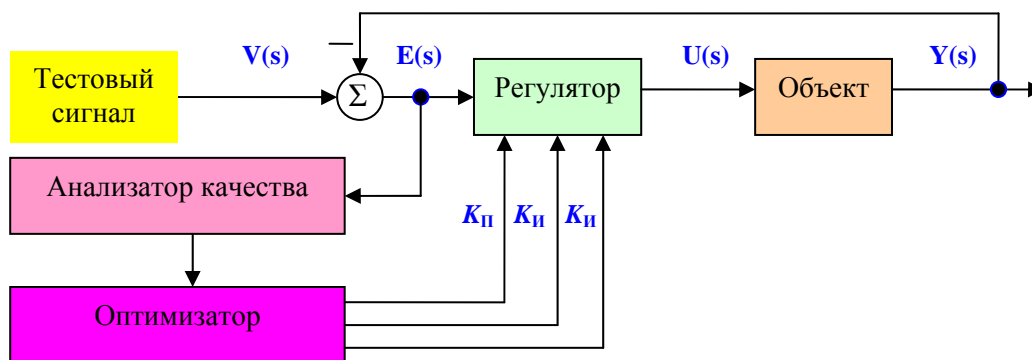 V(s)
E(s)
U(s)
Y(s)
Тестовый
сигнал
Σ
Регулятор
Объект
Анализатор качества
KП
KИ
KИ
Оптимизатор